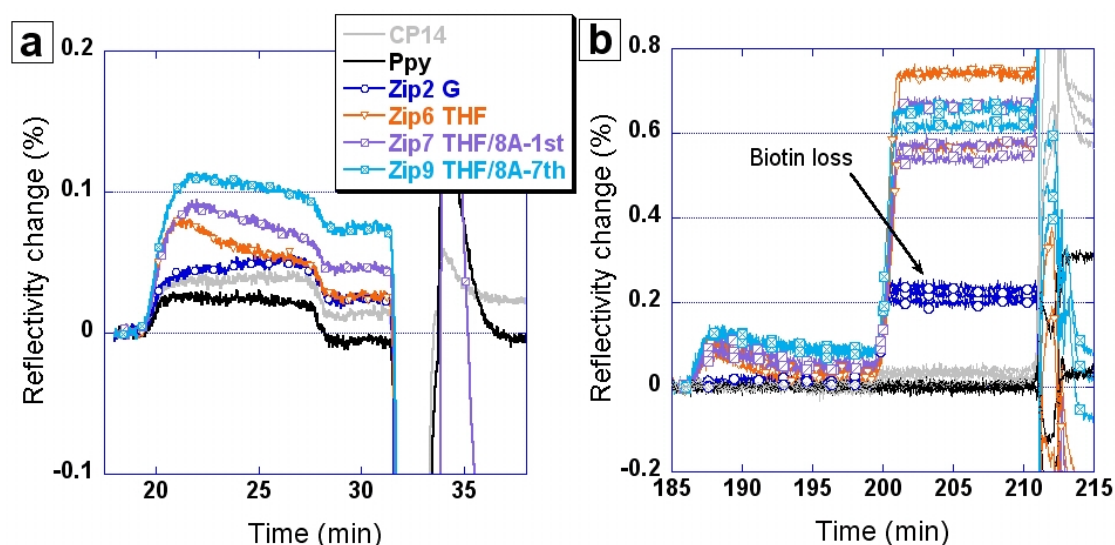 a
0.2
0.1
0
-0.1
20
25
30
35
Reflectivity change (%)
Time (min)
CP14
Ppy
Zip2 G
Zip6 THF
Zip7 THF/8A-1st
Zip9 THF/8A-7th
b
0.8
0.6
0.4
0.2
0
-0.2
185
190
195
200
205
210
215
Reflectivity change (%)
Time (min)
Biotin loss